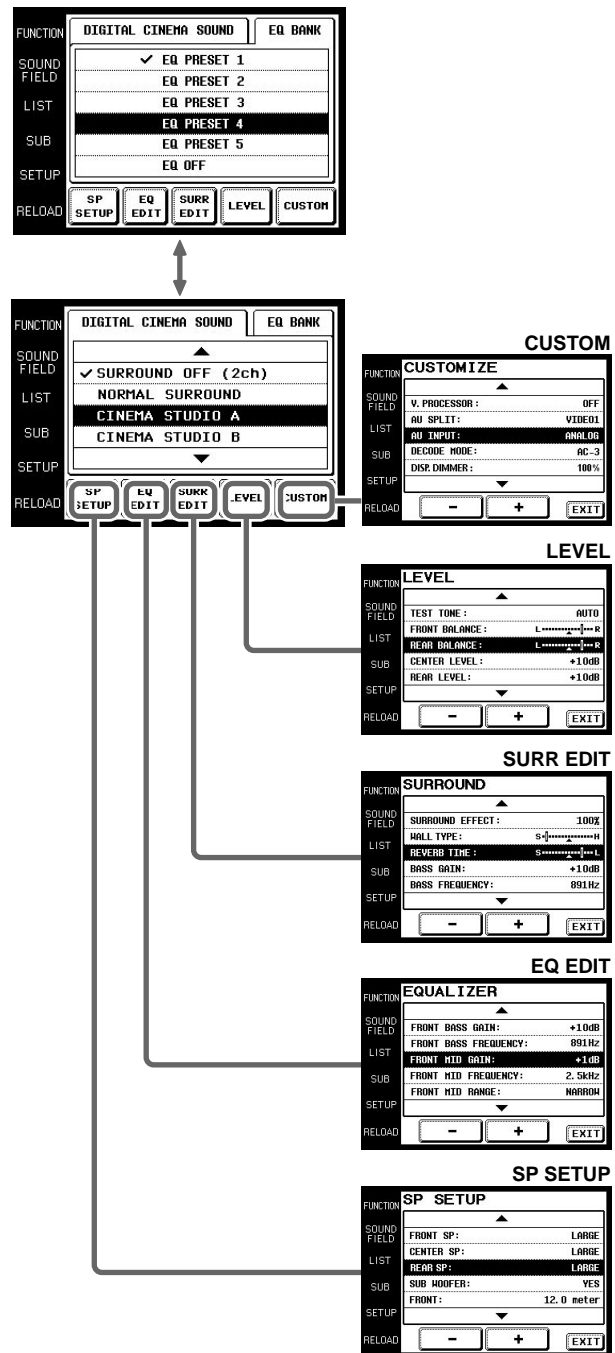 FUNCTION
SOUND
FIELD
LIST
SUB
SETUP
RELOAD
DIGITAL CINEMA SOUND
EQ BANK
✓ EQ PRESET 1
EQ PRESET 2
EQ PRESET 3
EQ PRESET 4
EQ PRESET 5
EQ OFF
SP
SETUP
EQ
EDIT
SURR
EDIT
LEVEL
CUSTOM
FUNCTION
SOUND
FIELD
LIST
SUB
SETUP
RELOAD
DIGITAL CINEMA SOUND
EQ BANK
✓ SURROUND OFF (2ch)
NORMAL SURROUND
CINEMA STUDIO A
CINEMA STUDIO B
SP
SETUP
EQ
EDIT
SURR
EDIT
LEVEL
CUSTOM
CUSTOM
FUNCTION
SOUND
FIELD
LIST
SUB
SETUP
RELOAD
CUSTOMIZE
V. PROCESSOR: OFF
AU SPLIT: VIDEO1
AU INPUT: ANALOG
DECODE MODE: AC-3
DISP. DIMMER: 100%
- + EXIT
LEVEL
FUNCTION
SOUND
FIELD
LIST
SUB
SETUP
RELOAD
LEVEL
TEST TONE: AUTO
FRONT BALANCE: L R
REAR BALANCE: L R
CENTER LEVEL: +10dB
REAR LEVEL: +10dB
- + EXIT
SURR EDIT
FUNCTION
SOUND
FIELD
LIST
SUB
SETUP
RELOAD
SURROUND
SURROUND EFFECT: 100%
WALL TYPE: S H
REVERB TIME: S L
BASS GAIN: +10dB
BASS FREQUENCY: 891Hz
- + EXIT
EQ EDIT
FUNCTION
SOUND
FIELD
LIST
SUB
SETUP
RELOAD
EQUALIZER
FRONT BASS GAIN: +10dB
FRONT BASS FREQUENCY: 891Hz
FRONT MID GAIN: +1dB
FRONT MID FREQUENCY: 2.5kHz
FRONT MID RANGE: NARROW
- + EXIT
SP SETUP
FUNCTION
SOUND
FIELD
LIST
SUB
SETUP
RELOAD
SP SETUP
FRONT SP: LARGE
CENTER SP: LARGE
REAR SP: LARGE
SUB WOOFER: YES
FRONT: 12.0 meter
- + EXIT